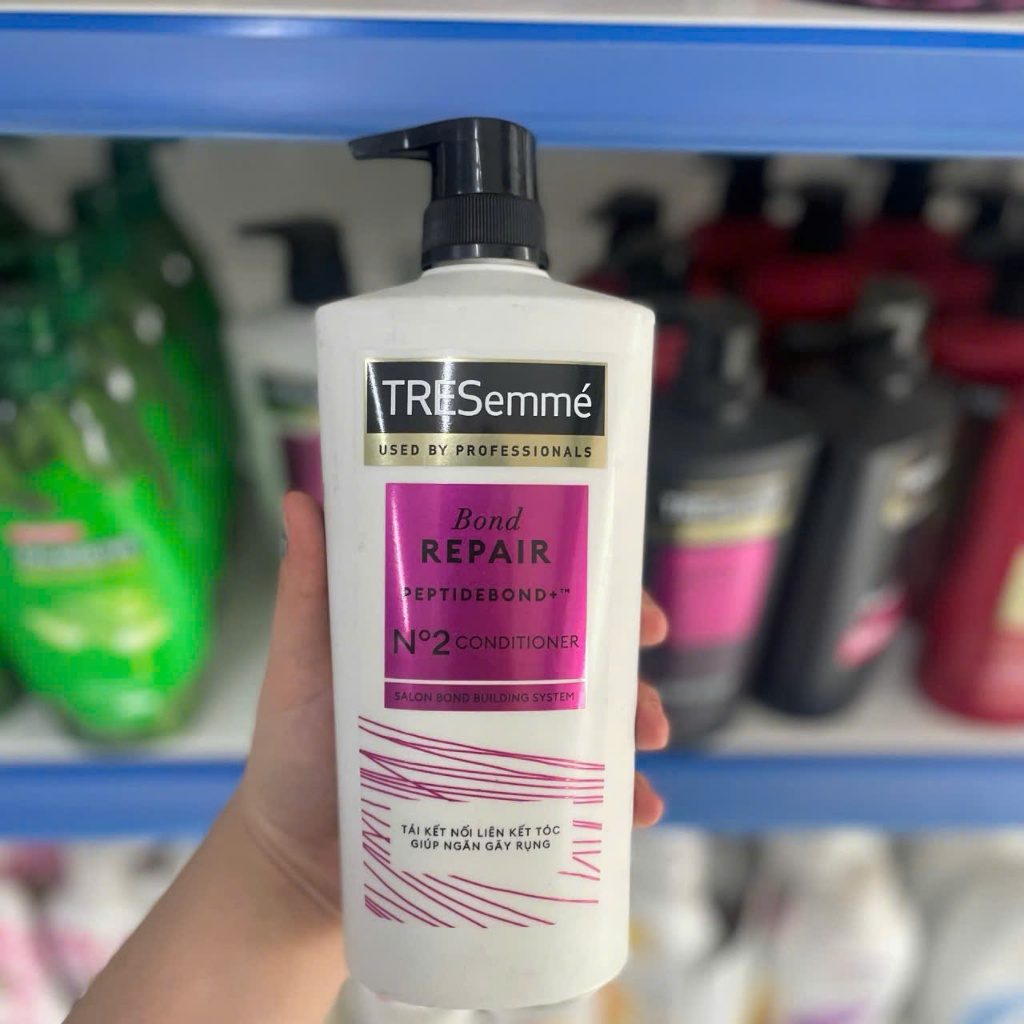 TRESemmé
USED BY PROFESSIONALS
Bond
REPAIR
PEPTIDEBOND+™
Nº2 CONDITIONER
SALON BOND BUILDING SYSTEM
TÁI KẾT NỐI LIÊN KẾT TÓC
GIÚP NGĂN GÃY RỤNG